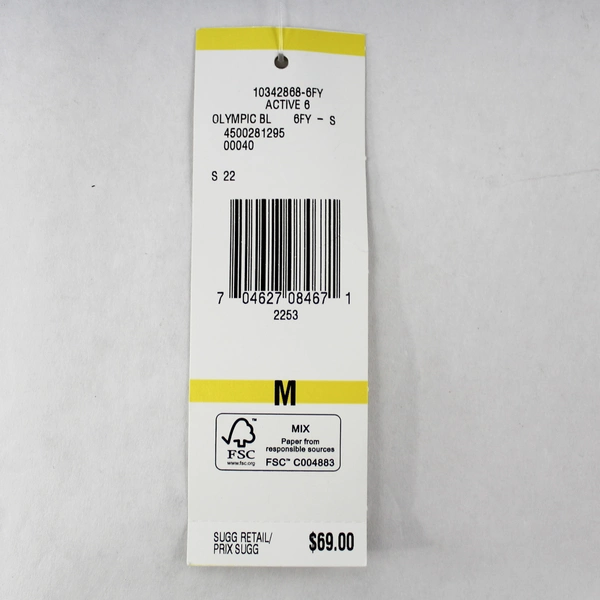 10342868-6FY
ACTIVE 6
OLYMPIC BL 6FY - S
4500281295
00040
S 22
7 04627 08467 1
2253
M
FSC™
www.fsc.org
MIX
Paper from
responsible sources
FSC™ C004883
SUGG RETAIL/
PRIX SUGG
$69.00